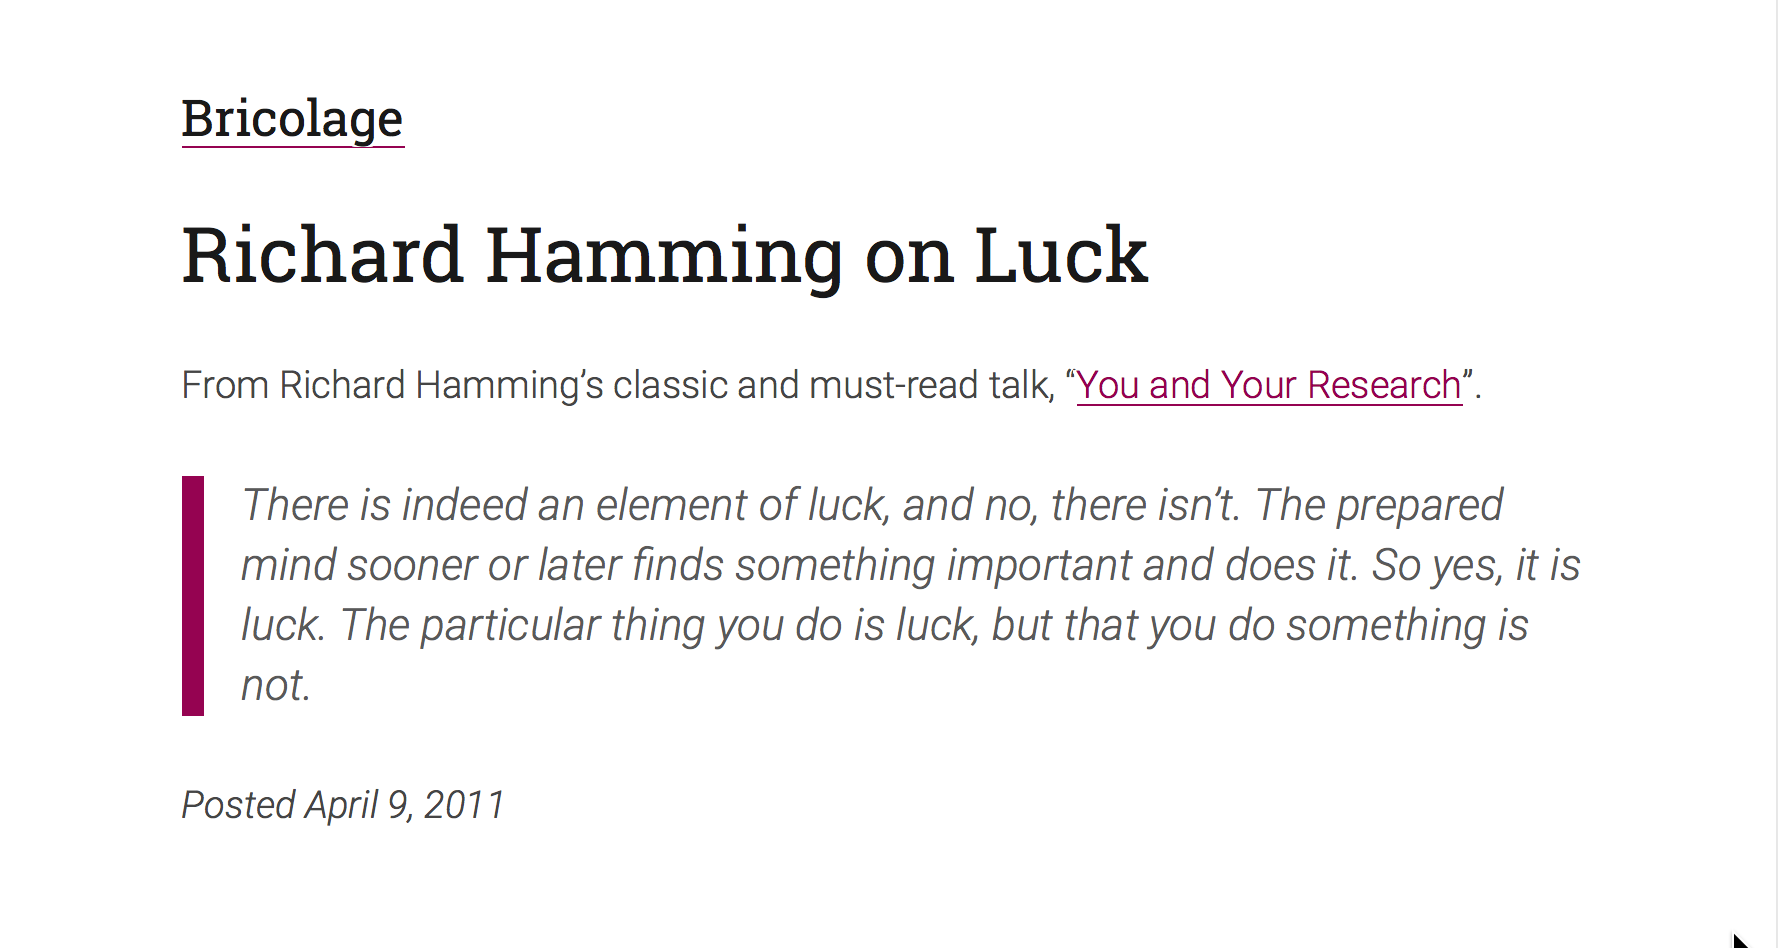 Bricolage
Richard Hamming on Luck
From Richard Hamming’s classic and must-read talk, “You and Your Research”.
There is indeed an element of luck, and no, there isn’t. The prepared
mind sooner or later finds something important and does it. So yes, it is
luck. The particular thing you do is luck, but that you do something is
not.
Posted April 9, 2011